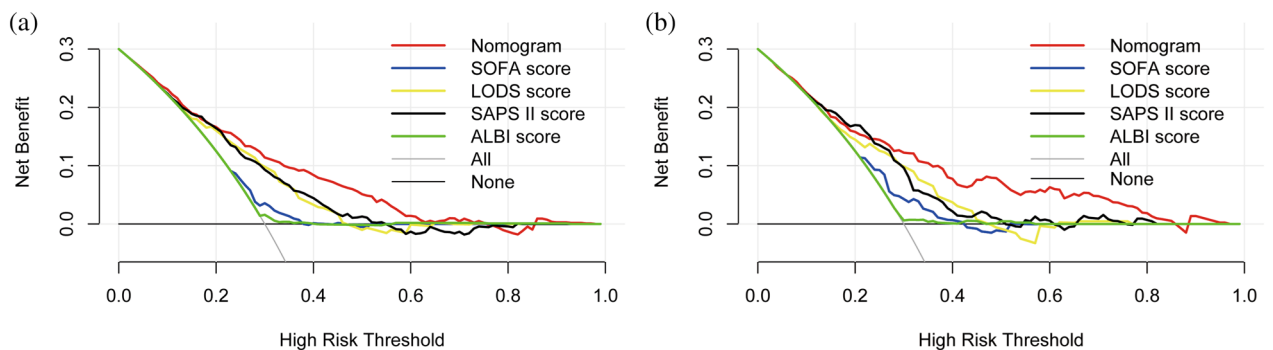 (a)
Net Benefit
0.3
0.2
0.1
0.0
Nomogram
SOFA score
LODS score
SAPS II score
ALBI score
All
None
0.0 0.2 0.4 0.6 0.8 1.0
High Risk Threshold
(b)
Net Benefit
0.3
0.2
0.1
0.0
Nomogram
SOFA score
LODS score
SAPS II score
ALBI score
All
None
0.0 0.2 0.4 0.6 0.8 1.0
High Risk Threshold